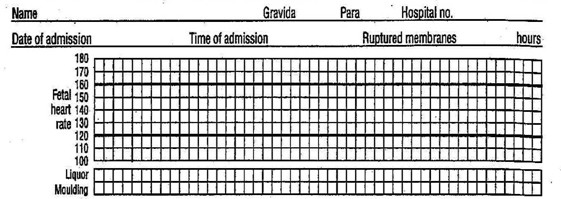 Name Gravida Para Hospital no.
Date of admission Time of admission Ruptured membranes hours
180
170
160
Fetal 150
heart 140
rate 130
120
110
100
Liquor
Moulding